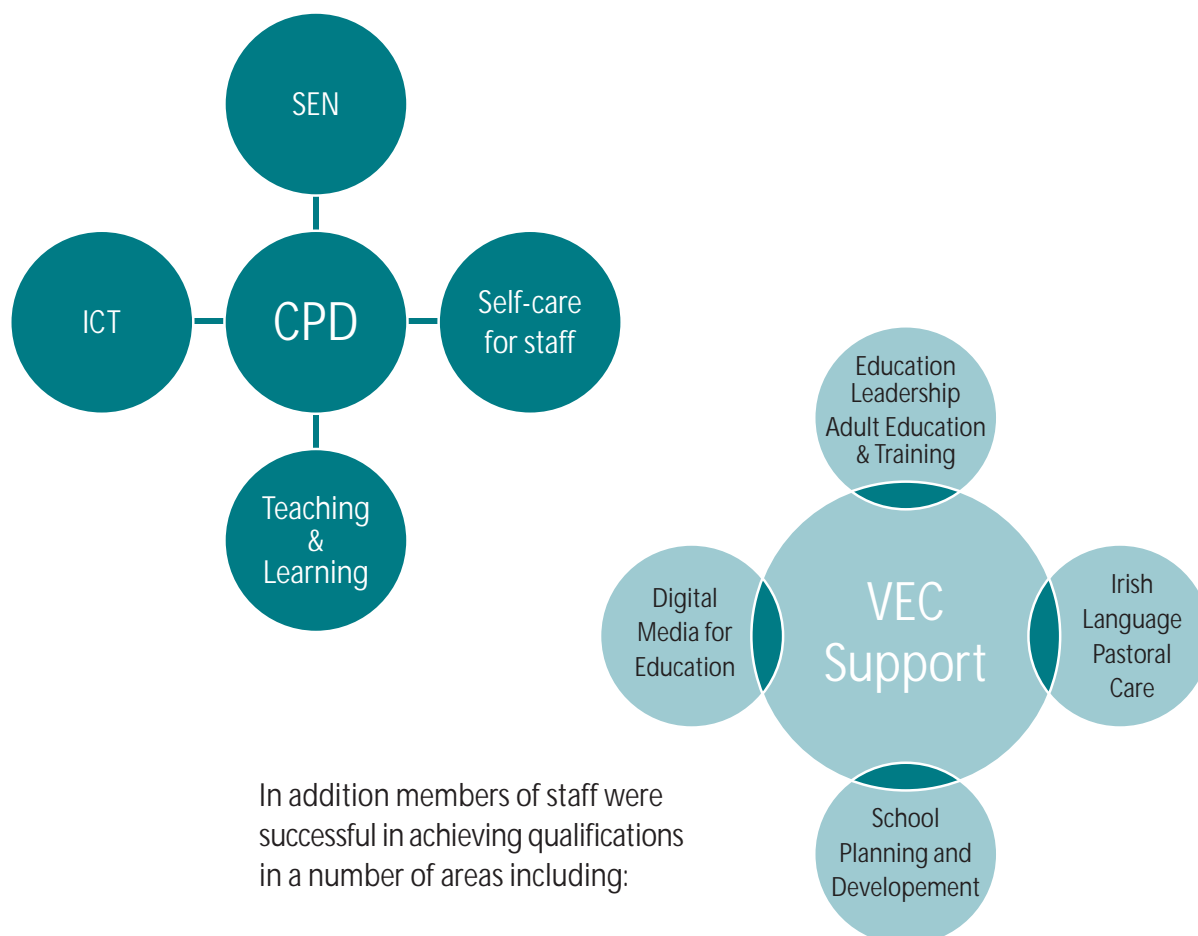 SEN
ICT
CPD
Self-care
for staff
Teaching
&
Learning
Education
Leadership
Adult Education
& Training
Digital
Media for
Education
VEC
Support
Irish
Language
Pastoral
Care
School
Planning and
Developement
In addition members of staff were
successful in achieving qualifications
in a number of areas including: